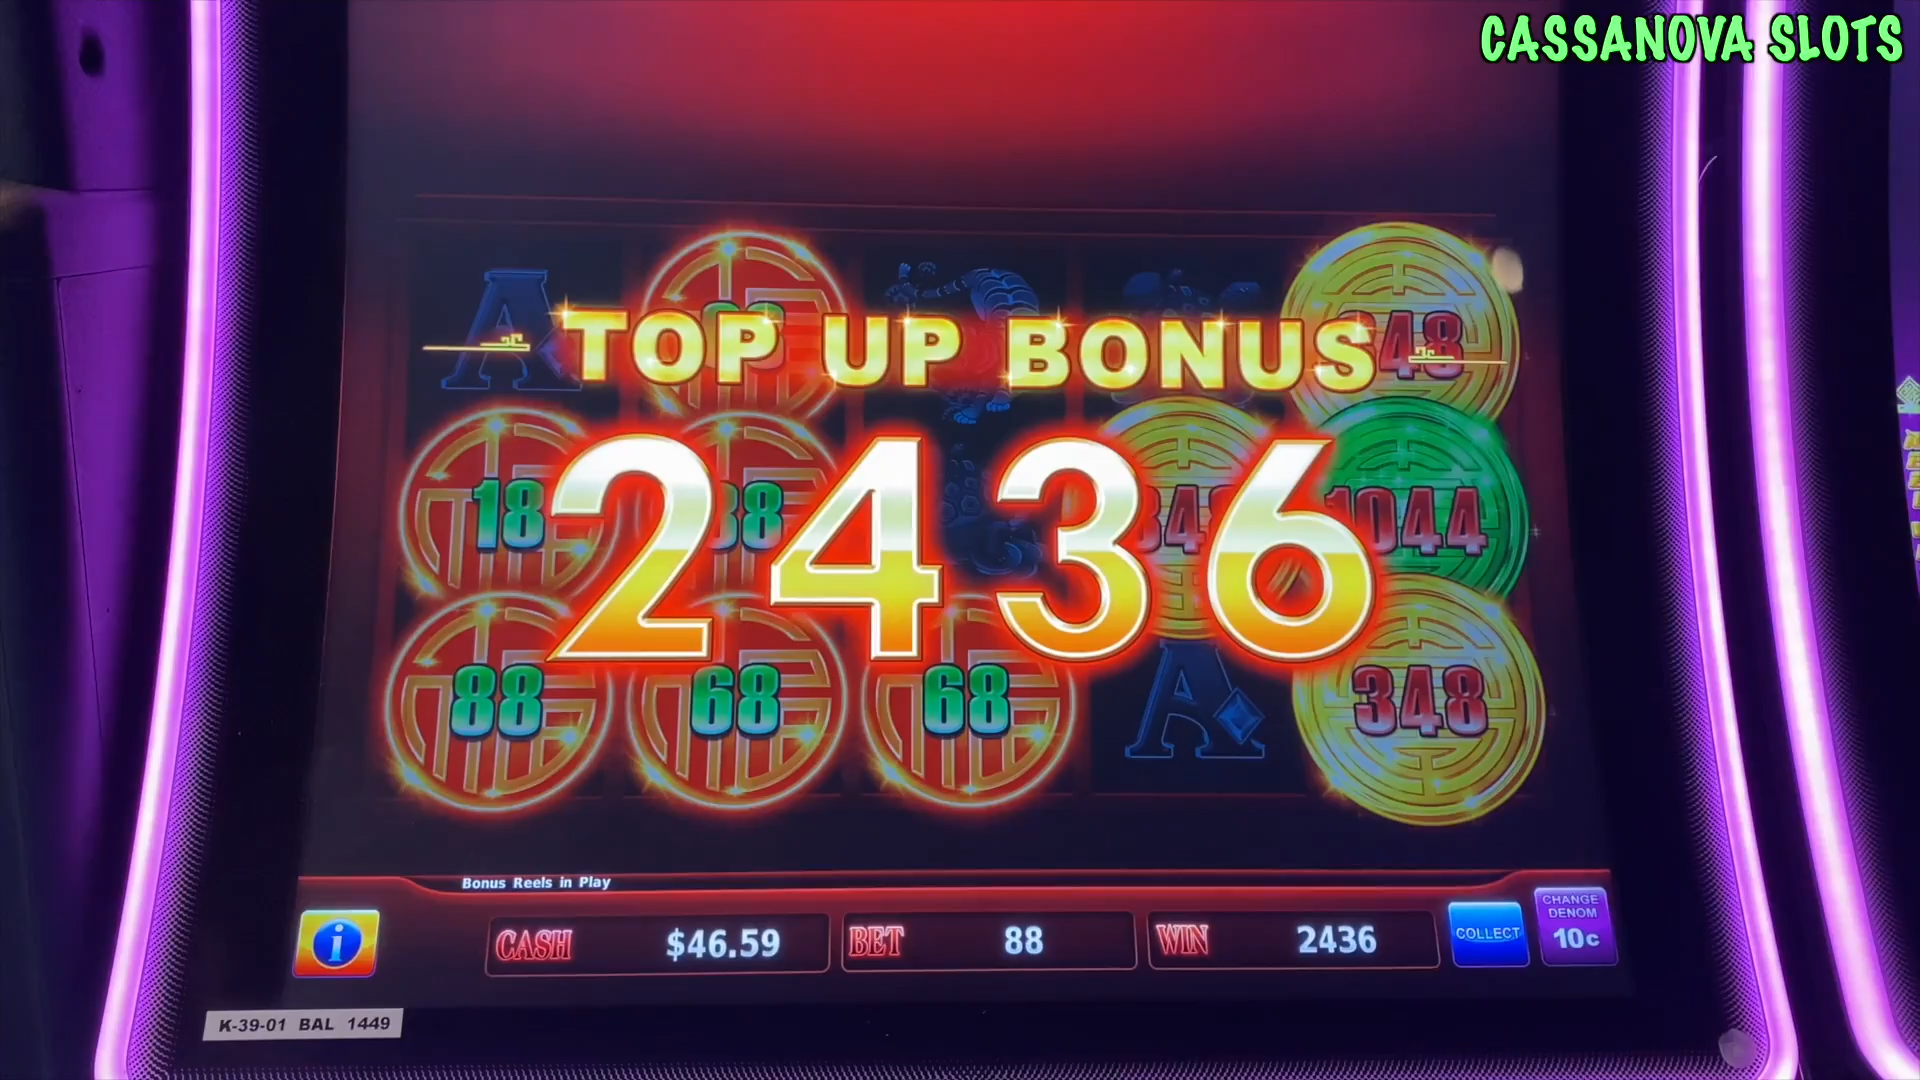 CASSANOVA SLOTS
A
TOP UP BONUS
2436
18
1044
88
68
68
A
348
Bonus Reels in Play
i
CASH $46.59
BET 88
WIN 2436
COLLECT
CHANGE
DENOM
10c
K-39-01 BAL 1449